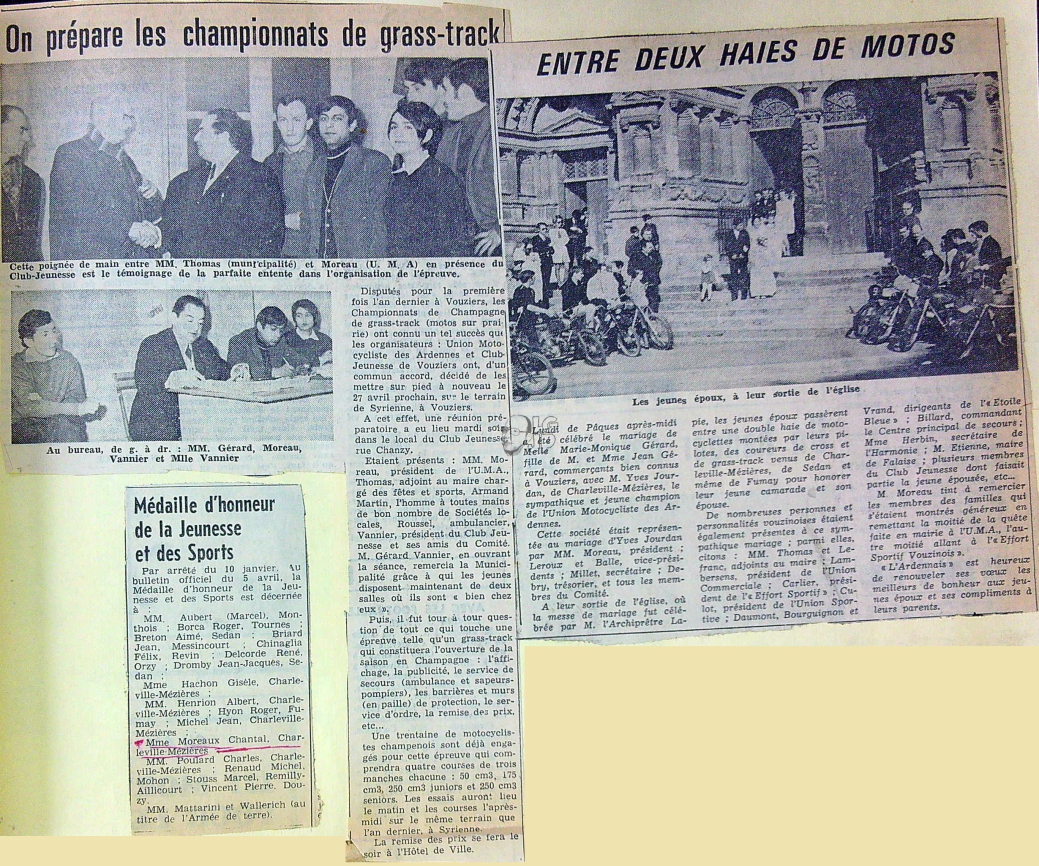 On prépare les championnats de grass-track
Cette poignée de main entre MM. Thomas (municipalité) et Moreau (U. M. A) en présence du
Club-Jeunesse est le témoignage de la parfaite entente dans l'organisation de l'épreuve.
Au bureau, de g. à dr. : MM. Gérard, Moreau,
Vannier et Mlle Vannier
Disputés pour la première
fois l'an dernier à Vouziers, les
Championnats de Champagne
de grass-track (motos sur prai-
rie) ont connu un tel succès que
les organisateurs : Union Moto-
cycliste des Ardennes et Club-
Jeunesse de Vouziers ont, d'un
commun accord, décidé de les
mettre sur pied à nouveau le
27 avril prochain, sur le terrain
de Syrienne, à Vouziers.
A cet effet, une réunion pré-
paratoire a eu lieu mardi soir
dans le local du Club Jeunesse
rue Chanzy.
Etaient présents : MM. Mo-
reau, président de l'U.M.A.,
Thomas, adjoint au maire char-
gé des fêtes et sports, Armand
Martin, l'homme à toutes mains
de bon nombre de Sociétés lo-
cales, Roussel, ambulancier,
Vannier, président du Club Jeu-
nesse et ses amis du Comité.
M. Gérard Vannier, en ouvrant
la séance, remercia la Munici-
palité grâce à qui les jeunes
disposent maintenant de deux
salles où ils sont « bien chez
eux ».
Puis, il fut tour à tour ques-
tion de tout ce qui touche une
épreuve telle qu'un grass-track
qui constituera l'ouverture de la
saison en Champagne : l'affi-
chage, la publicité, le service de
secours (ambulance et sapeurs-
pompiers), les barrières et murs
(en paille) de protection, le ser-
vice d'ordre, la remise des prix,
etc...
Une trentaine de motocyclis-
tes champenois sont déjà enga-
gés pour cette épreuve qui com-
prendra quatre courses de trois
manches chacune : 50 cm3, 175
cm3, 250 cm3 juniors et 250 cm3
seniors. Les essais auront lieu
le matin et les courses l'après-
midi sur le même terrain que
l'an dernier, à Syrienne.
La remise des prix se fera le
soir à l'Hôtel de Ville.
Médaille d'honneur
de la Jeunesse
et des Sports
Par arrêté du 10 janvier, Au
bulletin officiel du 5 avril, la
Médaille d'honneur de la Jeu-
nesse et des Sports est décernée
à :
MM. Aubert (Marcel), Mon-
thois ; Borca Roger, Tournes ;
Breton Aimé, Sedan ; Briard
Jean, Messincourt ; Chinaglia
Félix, Revin ; Delcorde René,
Orzy ; Dromby Jean-Jacques, Se-
dan ;
Mme Hachon Gisèle, Charle-
ville-Mézières ;
MM. Henrion Albert, Charle-
ville-Mézières ; Hyon Roger, Fu-
may ; Michel Jean, Charleville-
Mézières ;
Mme Moreaux Chantal, Char-
leville-Mézières
MM. Poulard Charles, Charle-
ville-Mézières ; Renaud Michel,
Mohon ; Stouss Marcel, Remilly-
Aillicourt ; Vincent Pierre, Dou-
zy.
MM. Mattarini et Wallerich (au
titre de l'Armée de terre).
ENTRE DEUX HAIES DE MOTOS
Les jeunes époux, à leur sortie de l'église
Lundi de Pâques après-midi
a été célébré le mariage de
Melle Marie-Monique Gérard,
fille de M. et Mme Jean Gé-
rard, commerçants bien connus
à Vouziers, avec M. Yves Jour-
dan, de Charleville-Mézières, le
sympathique et jeune champion
de l'Union Motocycliste des Ar-
dennes.
Cette société était représen-
tée au mariage d'Yves Jourdan
par MM. Moreau, président ;
Leroux et Balle, vice-prési-
dents ; Millet, secrétaire ; De-
bry, trésorier, et tous les mem-
bres du Comité.
A leur sortie de l'église, où
la messe de mariage fut célé-
brée par M. l'Archiprêtre La-
pie, les jeunes époux passèrent
entre une double haie de moto-
cyclettes montées par leurs pi-
lotes, des coureurs de cross et
de grass-track venus de Char-
leville-Mézières, de Sedan et
même de Fumay pour honorer
leur jeune camarade et son
épouse.
De nombreuses personnes et
personnalités vouzinoises étaient
également présentes à ce sym-
pathique mariage ; parmi elles,
citons : MM. Thomas et Le-
franc, adjoints au maire ; Lam-
bersens, président de l'Union
Commerciale ; Carlier, prési-
dent de l'« Effort Sportif » ; Cu-
lot, président de l'Union Spor-
tive ; Daumont, Bourguignon et
Vrand, dirigeants de l'« Etoile
Bleue » ; Billard, commandant
le Centre principal de secours ;
Mme Herbin, secrétaire de
l'Harmonie ; M. Etienne, maire
de Falaise ; plusieurs membres
du Club Jeunesse dont faisait
partie la jeune épousée, etc...
M. Moreau tint à remercier
les membres des familles qui
s'étaient montrés généreux en
remettant la moitié de la quête
faite en mairie à l'U.M.A., l'au-
tre moitié allant à l'« Effort
Sportif Vouzinois ».
« L'Ardennais » est heureux
de renouveler ses vœux les
meilleurs de bonheur aux jeu-
nes époux et ses compliments à
leurs parents.